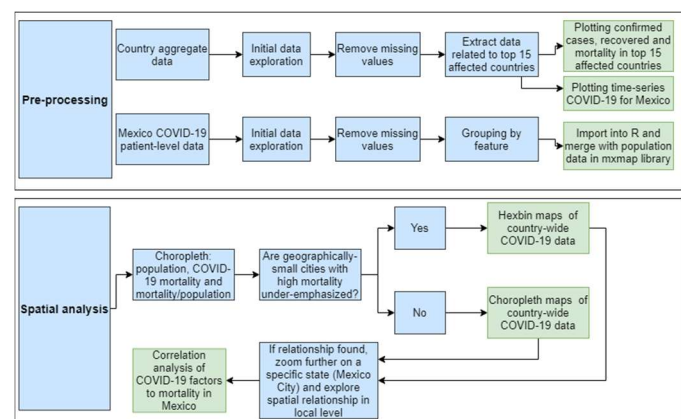 Pre-processing
Country aggregate
data
Initial data
exploration
Remove missing
values
Extract data
related to top 15
affected countries
Plotting confirmed
cases, recovered and
mortality in top 15
affected countries
Plotting time-series
COVID-19 for Mexico
Mexico COVID-19
patient-level data
Initial data
exploration
Remove missing
values
Grouping by
feature
Import into R and
merge with population
data in mxmap library
Spatial analysis
Choropleth:
population, COVID-
19 mortality and
mortality/population
Are geographically-
small cities with
high mortality
under-emphasized?
Yes
Hexbin maps of
country-wide
COVID-19 data
No
Choropleth maps of
country-wide
COVID-19 data
If relationship found,
zoom further on a
specific state (Mexico
City) and explore
spatial relationship in
local level
Correlation
analysis of
COVID-19 factors
to mortality in
Mexico